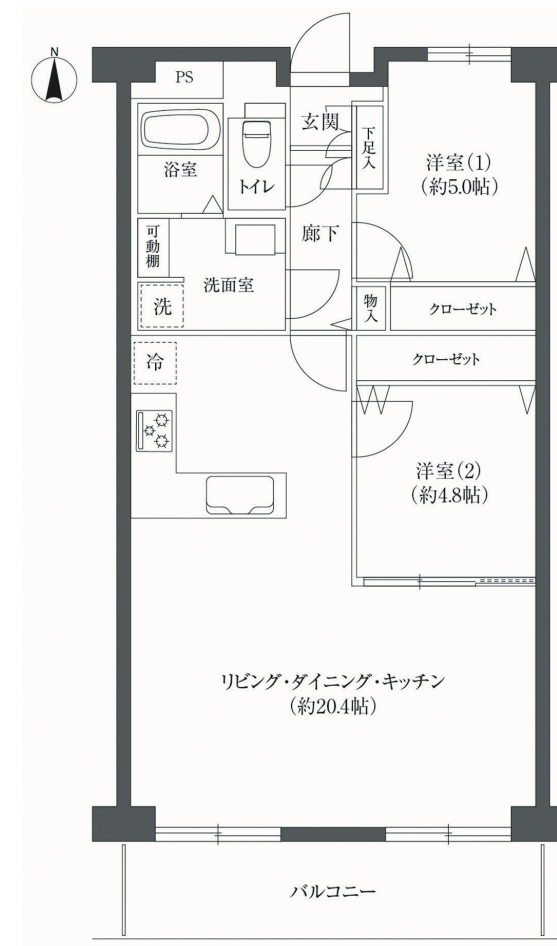 N
PS
玄関
下足入
洋室(1)
(約5.0帖)
浴室
トイレ
廊下
可動棚
洗面室
洗
物入
クローゼット
冷
クローゼット
洋室(2)
(約4.8帖)
リビング・ダイニング・キッチン
(約20.4帖)
バルコニー